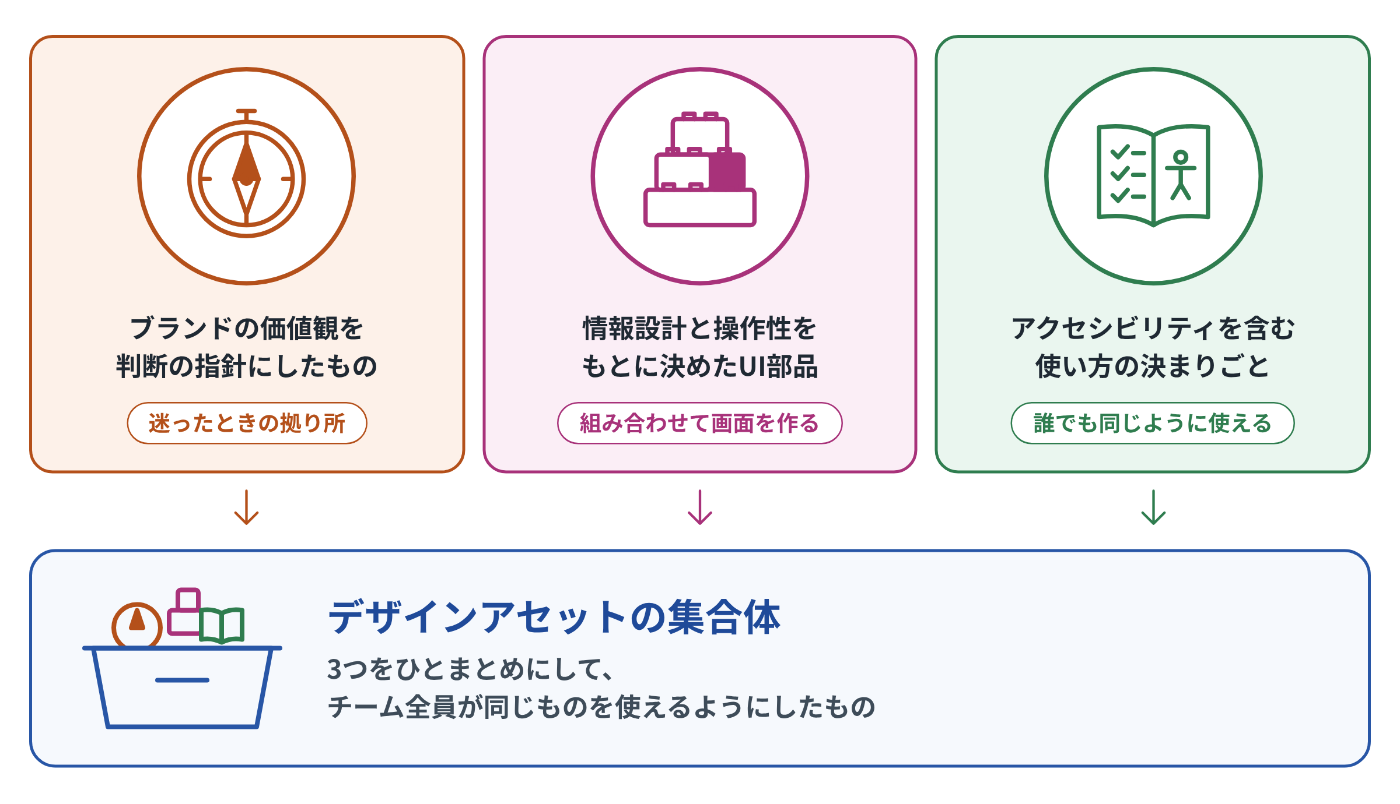 ブランドの価値観を
判断の指針にしたもの
迷ったときの拠り所
情報設計と操作性を
もとに決めたUI部品
組み合わせて画面を作る
アクセシビリティを含む
使い方の決まりごと
誰でも同じように使える
デザインアセットの集合体
3つをひとまとめにして、
チーム全員が同じものを使えるようにしたもの